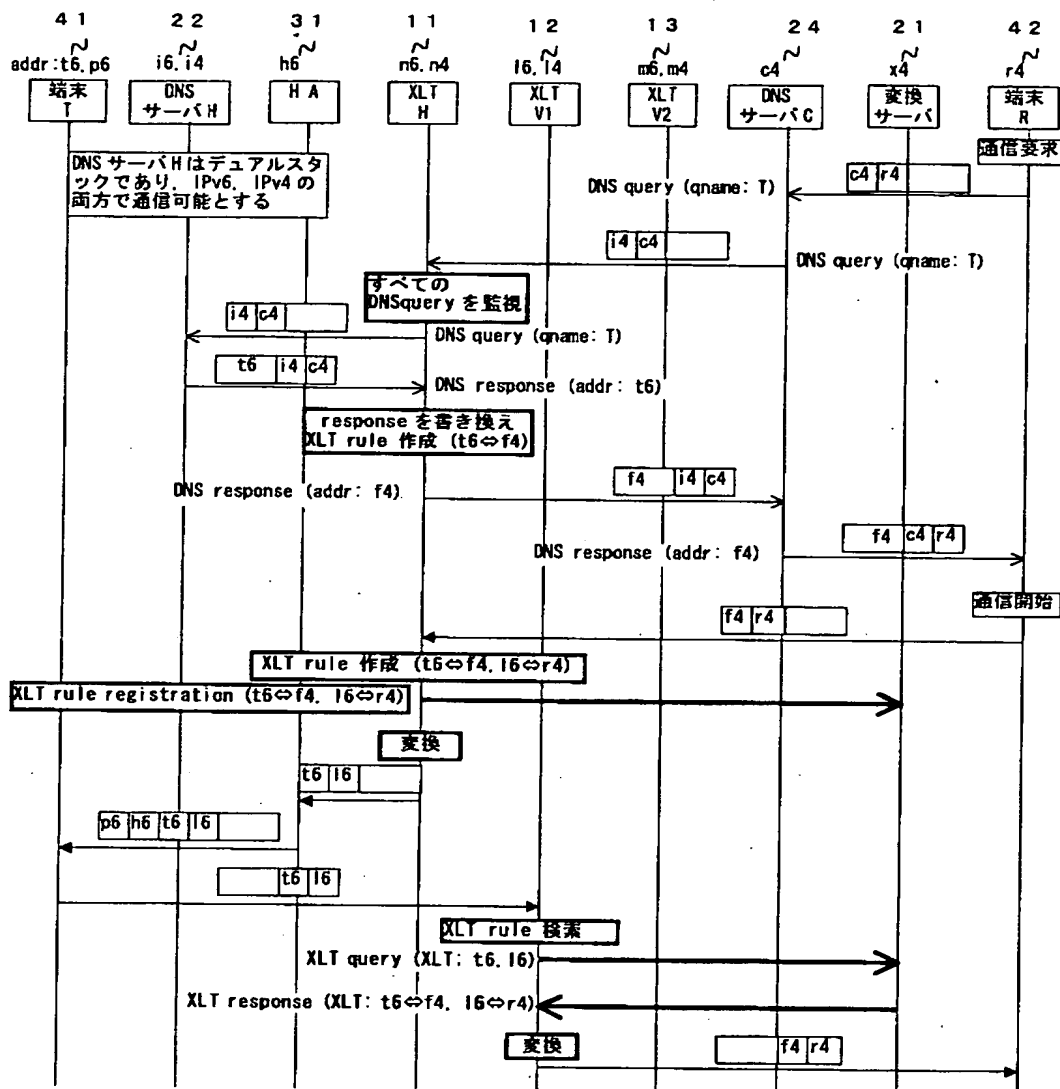 41 22 31 11 12 13 24 21 42
addr:t6,p6 i6,i4 h6 n6,n4 l6,l4 m6,m4 c4 x4 r4
端末 T
DNS サーバH
HA
XLT H
XLT V1
XLT V2
DNS サーバC
変換 サーバ
端末 R
通信要求
DNS サーバHはデュアルスタ
ックであり, IPv6, IPv4の
両方で通信可能とする
c4 r4
DNS query (qname: T)
i4 c4
DNS query (qname: T)
すべての
DNSqueryを監視
i4 c4
DNS query (qname: T)
t6 i4 c4
DNS response (addr: t6)
responseを書き換え
XLT rule 作成 (t6⇔f4)
f4 i4 c4
DNS response (addr: f4)
f4 c4 r4
DNS response (addr: f4)
通信開始
f4 r4
XLT rule 作成 (t6⇔f4, l6⇔r4)
XLT rule registration (t6⇔f4, l6⇔r4)
変換
t6 l6
p6 h6 t6 l6
t6 l6
XLT rule 検索
XLT query (XLT: t6,l6)
XLT response (XLT: t6⇔f4, l6⇔r4)
変換
f4 r4